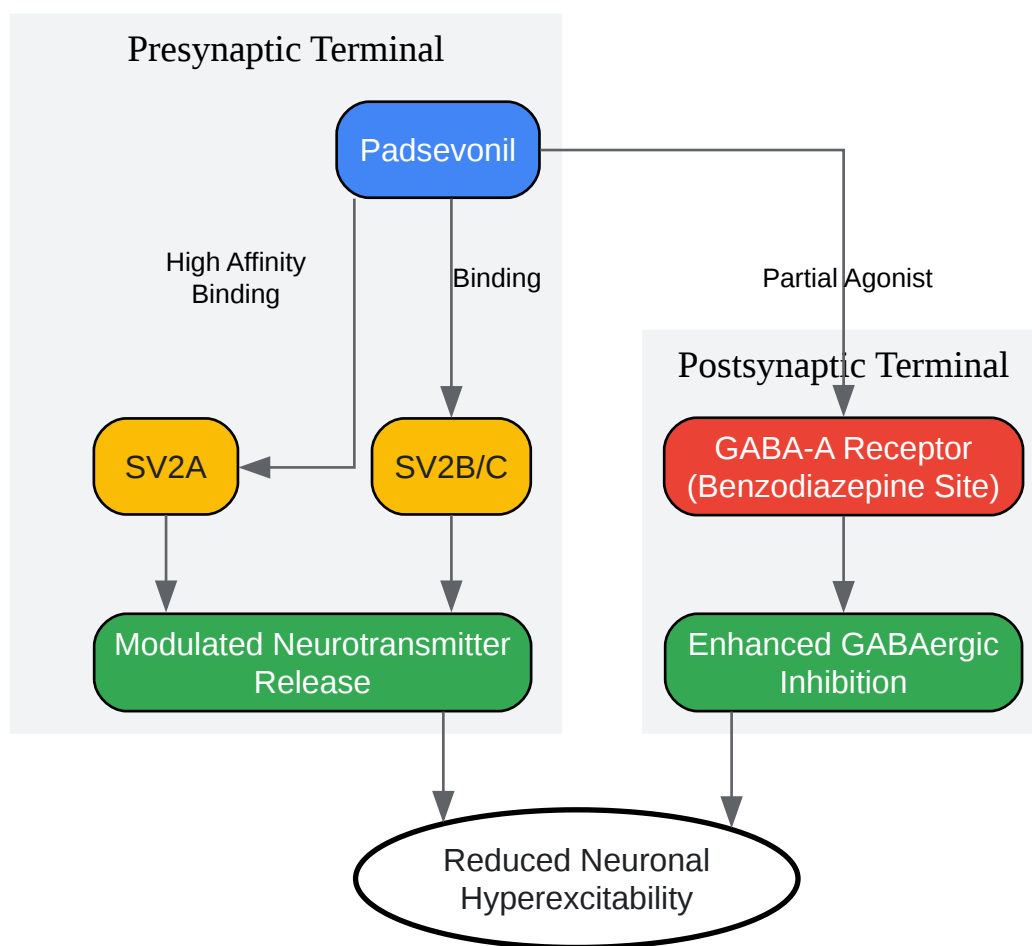 Presynaptic Terminal
Padsevonil
High Affinity
Binding
Binding
Partial Agonist
Postsynaptic Terminal
SV2A
SV2B/C
GABA-A Receptor
(Benzodiazepine Site)
Modulated Neurotransmitter
Release
Enhanced GABAergic
Inhibition
Reduced Neuronal
Hyperexcitability